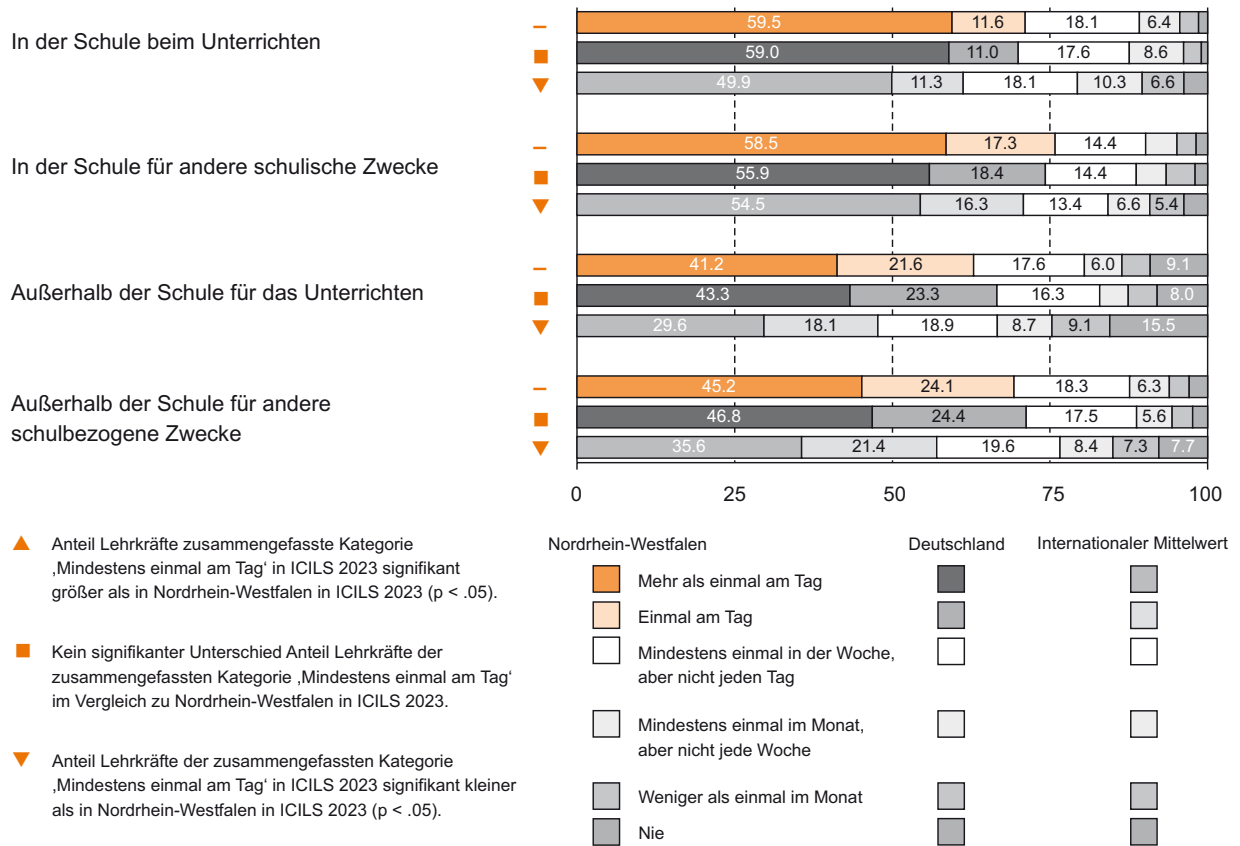 59.5 11.6 18.1 6.4
In der Schule beim Unterrichten
59.0 11.0 17.6 8.6
49.9 11.3 18.1 10.3 6.6
58.5 17.3 14.4
In der Schule für andere schulische Zwecke
55.9 18.4 14.4
54.5 16.3 13.4 6.6 5.4
41.2 21.6 17.6 6.0 9.1
Außerhalb der Schule für das Unterrichten
43.3 23.3 16.3 8.0
29.6 18.1 18.9 8.7 9.1 15.5
45.2 24.1 18.3 6.3
Außerhalb der Schule für andere
schulbezogene Zwecke
46.8 24.4 17.5 5.6
35.6 21.4 19.6 8.4 7.3 7.7
0 25 50 75 100
Anteil Lehrkräfte zusammengefasste Kategorie
‚Mindestens einmal am Tag‘ in ICILS 2023 signifikant
größer als in Nordrhein-Westfalen in ICILS 2023 (p < .05).
Kein signifikanter Unterschied Anteil Lehrkräfte der
zusammengefassten Kategorie ‚Mindestens einmal am Tag‘
im Vergleich zu Nordrhein-Westfalen in ICILS 2023.
Anteil Lehrkräfte der zusammengefassten Kategorie
‚Mindestens einmal am Tag‘ in ICILS 2023 signifikant kleiner
als in Nordrhein-Westfalen in ICILS 2023 (p < .05).
Nordrhein-Westfalen Deutschland Internationaler Mittelwert
Mehr als einmal am Tag
Einmal am Tag
Mindestens einmal in der Woche,
aber nicht jeden Tag
Mindestens einmal im Monat,
aber nicht jede Woche
Weniger als einmal im Monat
Nie